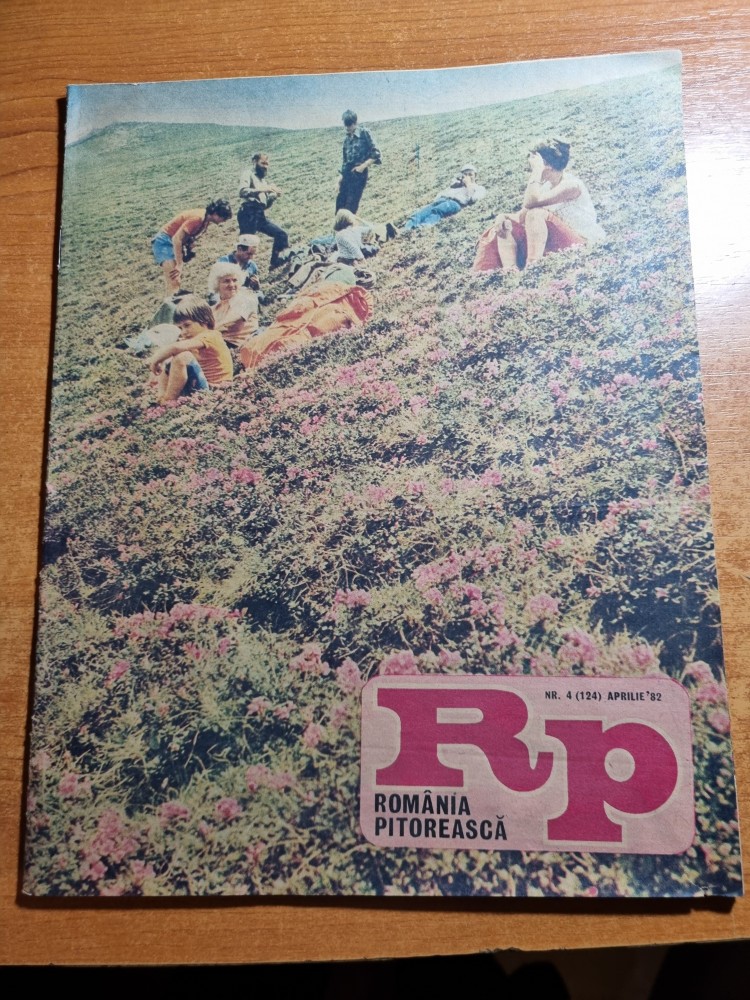 NR. 4 (124) APRILIE '82
Rp
ROMÂNIA
PITOREASCĂ